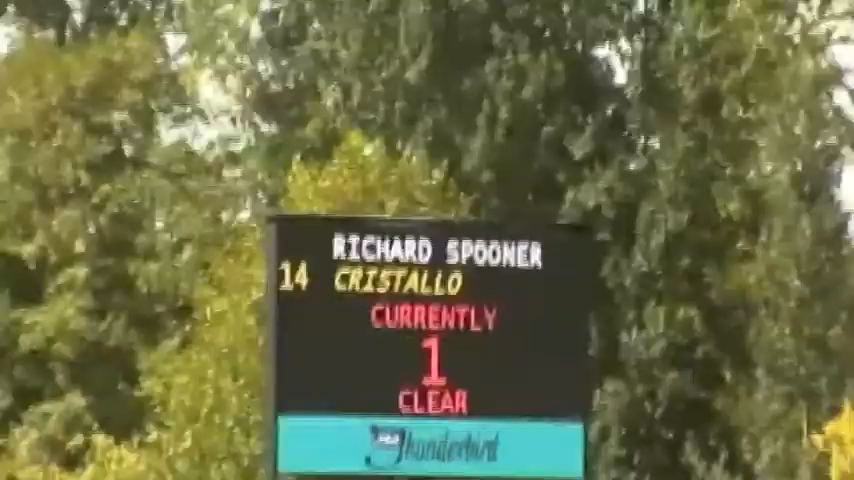 RICHARD SPOONER
14 CRISTALLO
CURRENTLY
1
CLEAR
Thunderbird